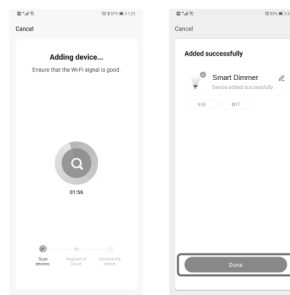 Cancel
Adding device...
Ensure that the Wi-Fi signal is good.
01:56
Scan devices.
Register on Cloud.
Initialize the device.
Cancel
Added successfully
Smart Dimmer
Device added successfully
Done